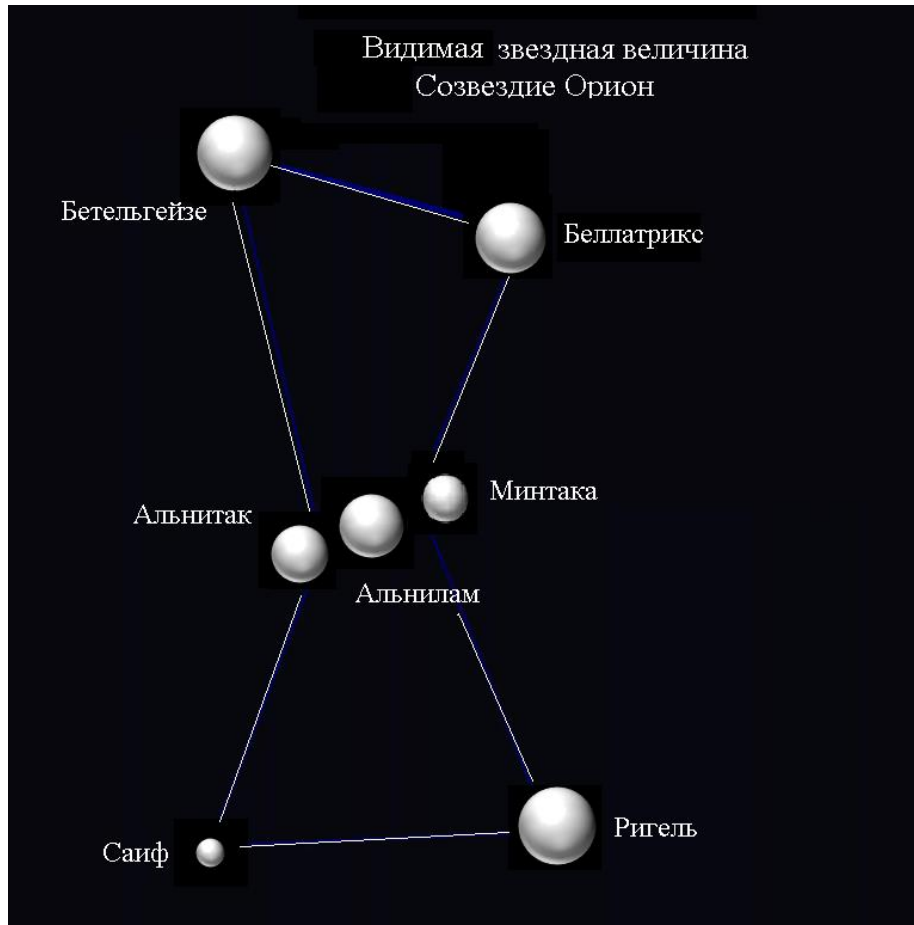 Видимая звездная величина
Созвездие Орион
Бетельгейзе
Беллатрикс
Минтака
Альнитак
Альнилам
Ригель
Саиф